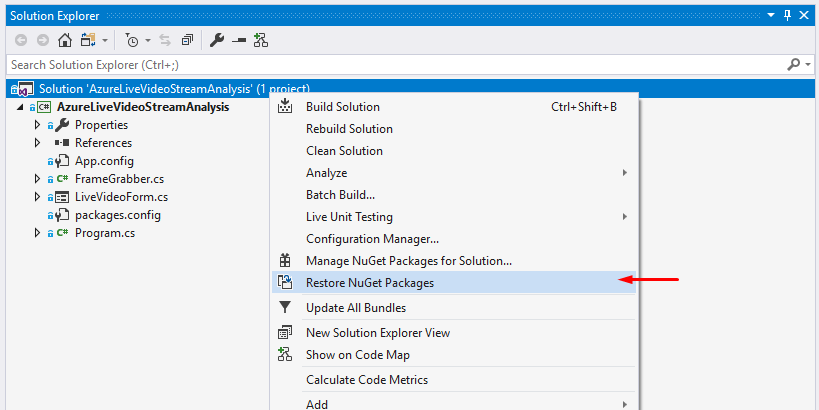 Solution Explorer
Search Solution Explorer (Ctrl+;)
Solution 'AzureLiveVideoStreamAnalysis' (1 project)
C# AzureLiveVideoStreamAnalysis
Properties
References
App.config
C# FrameGrabber.cs
LiveVideoForm.cs
packages.config
C# Program.cs
Build Solution Ctrl+Shift+B
Rebuild Solution
Clean Solution
Analyze
Batch Build...
Live Unit Testing
Configuration Manager...
Manage NuGet Packages for Solution...
Restore NuGet Packages
Update All Bundles
New Solution Explorer View
Show on Code Map
Calculate Code Metrics
Add